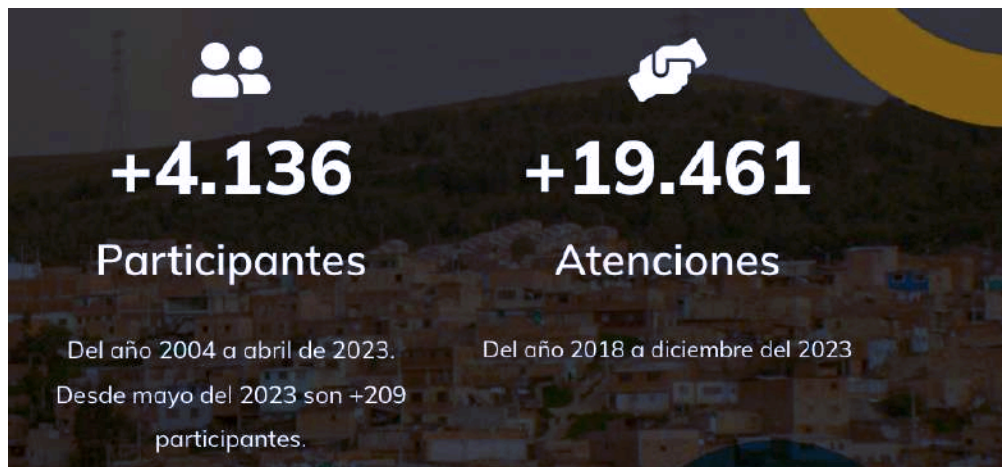 +4.136
Participantes
Del año 2004 a abril de 2023.
Desde mayo del 2023 son +209
participantes.
+19.461
Atenciones
Del año 2018 a diciembre del 2023